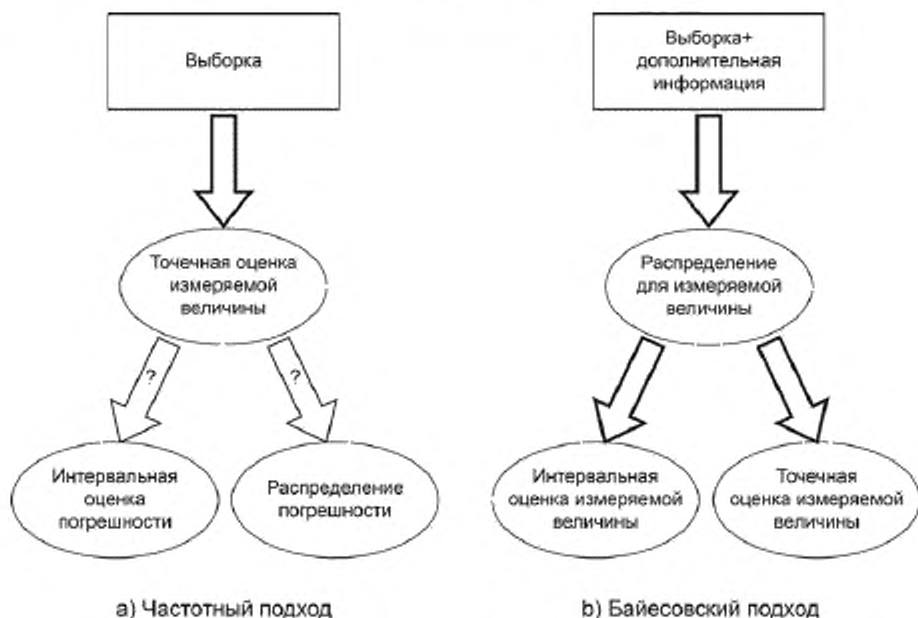 Выборка
Точечная оценка
измеряемой
величины
?
?
Интервальная
оценка
погрешности
Распределение
погрешности
a) Частотный подход
Выборка+
дополнительная
информация
Распределение
для измеряемой
величины
Интервальная
оценка измеряемой
величины
Точечная
оценка измеряемой
величины
b) Байесовский подход